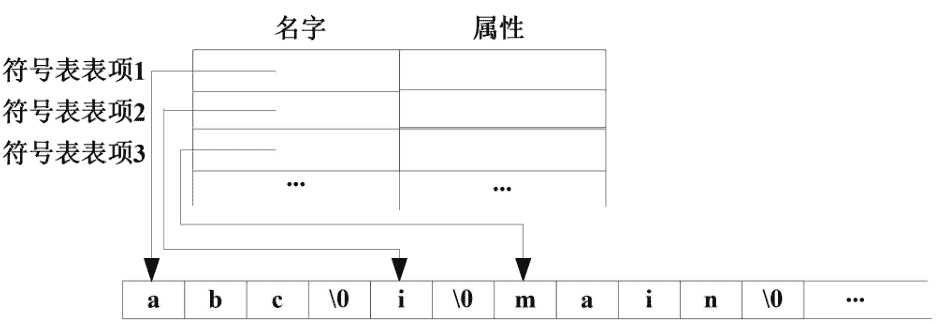 名字 属性
符号表表项1
符号表表项2
符号表表项3
... ...
a b c \0 i \0 m a i n \0 ...